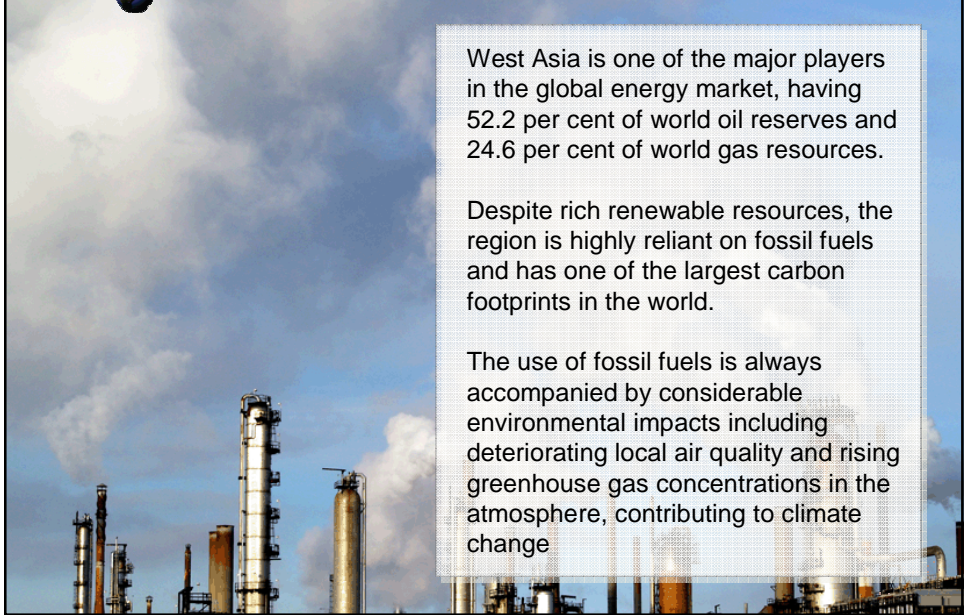 West Asia is one of the major players
in the global energy market, having
52.2 per cent of world oil reserves and
24.6 per cent of world gas resources.
Despite rich renewable resources, the
region is highly reliant on fossil fuels
and has one of the largest carbon
footprints in the world.
The use of fossil fuels is always
accompanied by considerable
environmental impacts including
deteriorating local air quality and rising
greenhouse gas concentrations in the
atmosphere, contributing to climate
change